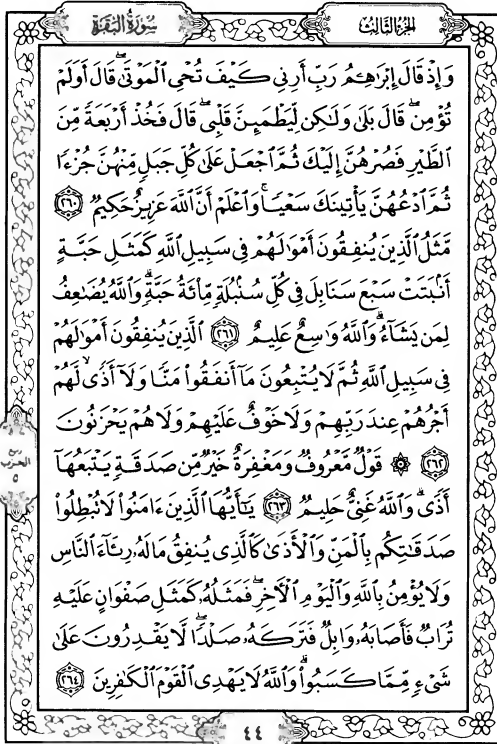 سُورَةُ البَقَرَةِ
الجُزءُ الثَّالِث
وَإِذْ قَالَ إِبْرَٰهِـۧمُ رَبِّ أَرِنِى كَيْفَ تُحْىِ ٱلْمَوْتَىٰ ۖ قَالَ أَوَلَمْ
تُؤْمِن ۖ قَالَ بَلَىٰ وَلَـٰكِن لِّيَطْمَئِنَّ قَلْبِى ۖ قَالَ فَخُذْ أَرْبَعَةً مِّنَ
ٱلطَّيْرِ فَصُرْهُنَّ إِلَيْكَ ثُمَّ ٱجْعَلْ عَلَىٰ كُلِّ جَبَلٍ مِّنْهُنَّ جُزْءًا
ثُمَّ ٱدْعُهُنَّ يَأْتِينَكَ سَعْيًا ۚ وَٱعْلَمْ أَنَّ ٱللَّهَ عَزِيزٌ حَكِيمٌ ٢٦٠
مَّثَلُ ٱلَّذِينَ يُنفِقُونَ أَمْوَٰلَهُمْ فِى سَبِيلِ ٱللَّهِ كَمَثَلِ حَبَّةٍ
أَنۢبَتَتْ سَبْعَ سَنَابِلَ فِى كُلِّ سُنۢبُلَةٍ مِّا۟ئَةُ حَبَّةٍ ۗ وَٱللَّهُ يُضَـٰعِفُ
لِمَن يَشَآءُ ۗ وَٱللَّهُ وَٰسِعٌ عَلِيمٌ ٢٦١ ٱلَّذِينَ يُنفِقُونَ أَمْوَٰلَهُمْ
فِى سَبِيلِ ٱللَّهِ ثُمَّ لَا يُتْبِعُونَ مَآ أَنفَقُوا۟ مَنًّا وَلَآ أَذًى ۙ لَّهُمْ
أَجْرُهُمْ عِندَ رَبِّهِمْ وَلَا خَوْفٌ عَلَيْهِمْ وَلَا هُمْ يَحْزَنُونَ
٢٦٢ ۞ قَوْلٌ مَّعْرُوفٌ وَمَغْفِرَةٌ خَيْرٌ مِّن صَدَقَةٍ يَتْبَعُهَآ
أَذًى ۗ وَٱللَّهُ غَنِىٌّ حَلِيمٌ ٢٦٣ يَـٰٓأَيُّهَا ٱلَّذِينَ ءَامَنُوا۟ لَا تُبْطِلُوا۟
صَدَقَـٰتِكُم بِٱلْمَنِّ وَٱلْأَذَىٰ كَٱلَّذِى يُنفِقُ مَالَهُۥ رِئَآءَ ٱلنَّاسِ
وَلَا يُؤْمِنُ بِٱللَّهِ وَٱلْيَوْمِ ٱلْـَٔاخِرِ ۖ فَمَثَلُهُۥ كَمَثَلِ صَفْوَانٍ عَلَيْهِ
تُرَابٌ فَأَصَابَهُۥ وَابِلٌ فَتَرَكَهُۥ صَلْدًا ۖ لَّا يَقْدِرُونَ عَلَىٰ
شَىْءٍ مِّمَّا كَسَبُوا۟ ۗ وَٱللَّهُ لَا يَهْدِى ٱلْقَوْمَ ٱلْكَـٰفِرِينَ ٢٦٤
ربع
الحزب
٥
٤٤